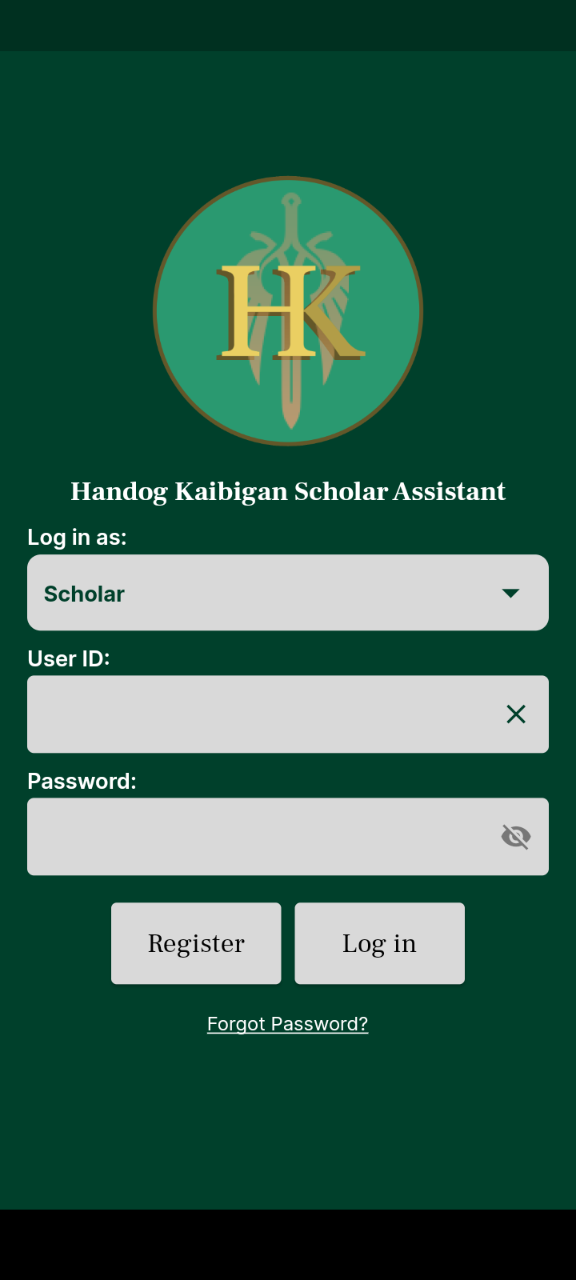 HK
Handog Kaibigan Scholar Assistant
Log in as:
Scholar
User ID:
Password:
Register Log in
Forgot Password?